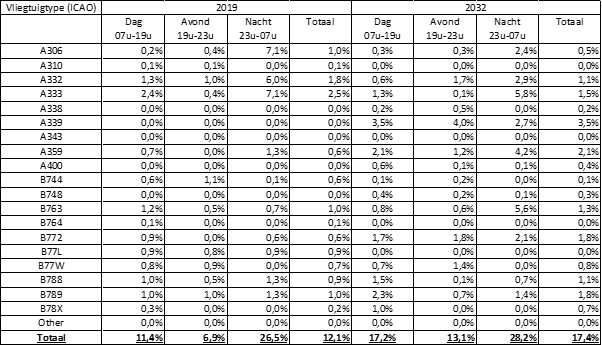 Vliegtuigtype (ICAO) 2019 2032
Dag Avond Nacht Totaal Dag Avond Nacht Totaal
07u-19u 19u-23u 23u-07u 07u-19u 19u-23u 23u-07u
A306 0,2% 0,4% 7,1% 1,0% 0,3% 0,3% 2,4% 0,5%
A310 0,1% 0,1% 0,0% 0,1% 0,0% 0,0% 0,0% 0,0%
A332 1,3% 1,0% 6,0% 1,8% 0,6% 1,7% 2,9% 1,1%
A333 2,4% 0,4% 7,1% 2,5% 1,3% 0,1% 5,8% 1,5%
A338 0,0% 0,0% 0,0% 0,0% 0,2% 0,5% 0,0% 0,2%
A339 0,0% 0,0% 0,0% 0,0% 3,5% 4,0% 2,7% 3,5%
A343 0,0% 0,0% 0,0% 0,0% 0,0% 0,0% 0,0% 0,0%
A359 0,7% 0,0% 1,3% 0,6% 2,1% 1,2% 4,2% 2,1%
A400 0,0% 0,0% 0,0% 0,0% 0,6% 0,1% 0,1% 0,4%
B744 0,6% 1,1% 0,1% 0,6% 0,1% 0,2% 0,0% 0,1%
B748 0,0% 0,0% 0,0% 0,0% 0,4% 0,2% 0,1% 0,3%
B763 1,2% 0,5% 0,7% 1,0% 0,8% 0,6% 5,6% 1,3%
B764 0,1% 0,0% 0,0% 0,1% 0,0% 0,0% 0,0% 0,0%
B772 0,9% 0,0% 0,6% 0,6% 1,7% 1,8% 2,1% 1,8%
B77L 0,9% 0,8% 0,9% 0,9% 0,0% 0,0% 0,0% 0,0%
B77W 0,8% 0,9% 0,0% 0,7% 0,7% 1,4% 0,0% 0,8%
B788 1,0% 0,5% 1,3% 0,9% 1,5% 0,1% 0,7% 1,1%
B789 1,0% 1,0% 1,3% 1,0% 2,3% 0,7% 1,4% 1,8%
B78X 0,3% 0,0% 0,0% 0,2% 1,0% 0,0% 0,0% 0,7%
Other 0,0% 0,0% 0,0% 0,0% 0,0% 0,0% 0,0% 0,0%
Totaal 11,4% 6,9% 26,5% 12,1% 17,2% 13,1% 28,2% 17,4%